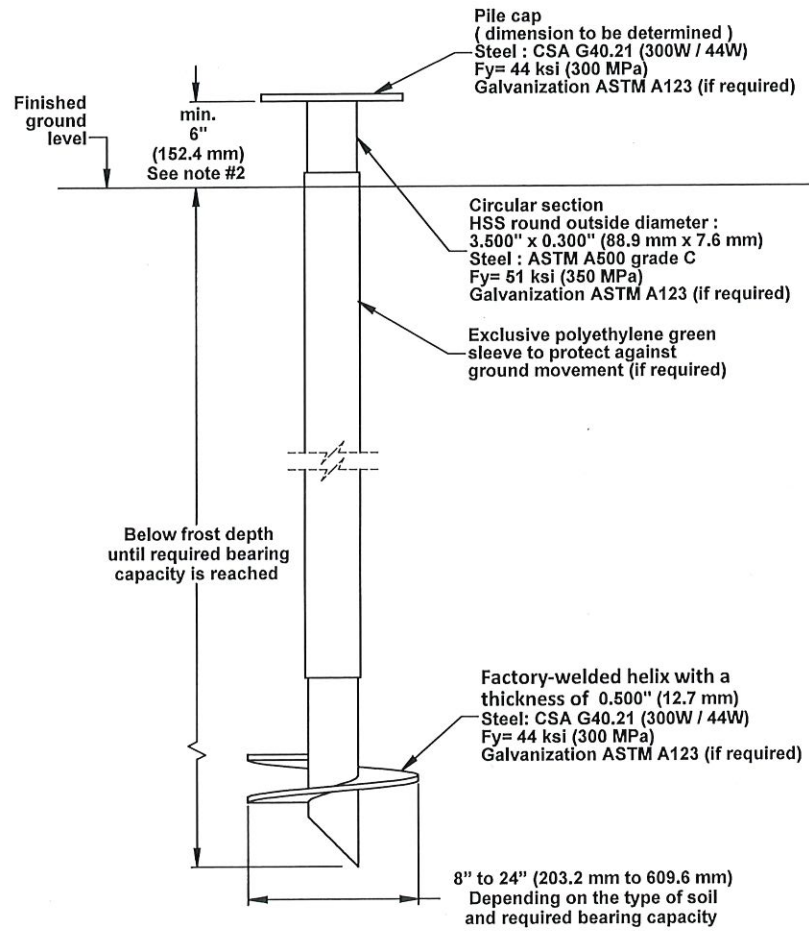 Pile cap
( dimension to be determined )
Steel : CSA G40.21 (300W / 44W)
Fy= 44 ksi (300 MPa)
Galvanization ASTM A123 (if required)
Finished
ground
level
min.
6"
(152.4 mm)
See note #2
Circular section
HSS round outside diameter :
3.500" x 0.300" (88.9 mm x 7.6 mm)
Steel : ASTM A500 grade C
Fy= 51 ksi (350 MPa)
Galvanization ASTM A123 (if required)
Exclusive polyethylene green
sleeve to protect against
ground movement (if required)
Below frost depth
until required bearing
capacity is reached
Factory-welded helix with a
thickness of 0.500" (12.7 mm)
Steel: CSA G40.21 (300W / 44W)
Fy= 44 ksi (300 MPa)
Galvanization ASTM A123 (if required)
8" to 24" (203.2 mm to 609.6 mm)
Depending on the type of soil
and required bearing capacity